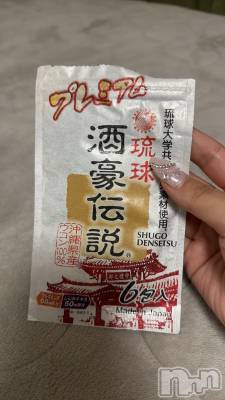 プレミアム
琉球大学共
素材使用
琉球
酒豪伝説
SHUGO
DENSETSU
沖縄県産
ウコン100%
6包入
Made in Japan